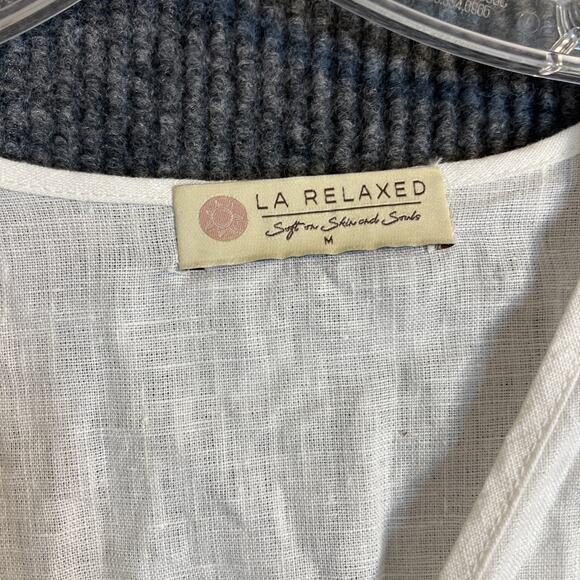 LA RELAXED
Soft on Skin and Souls
M